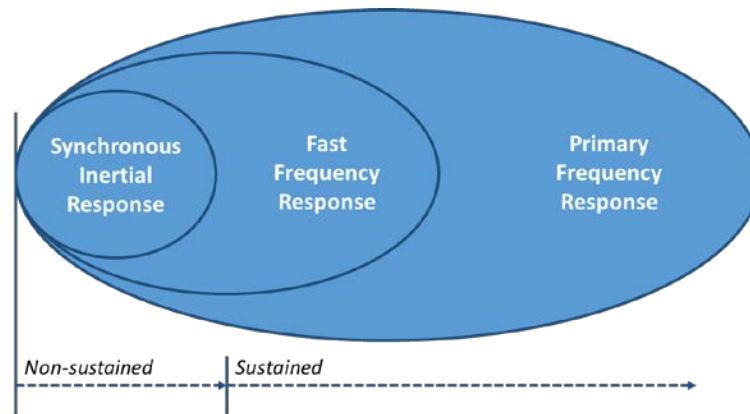 Synchronous
Inertial
Response
Fast
Frequency
Response
Primary
Frequency
Response
Non-sustained
Sustained